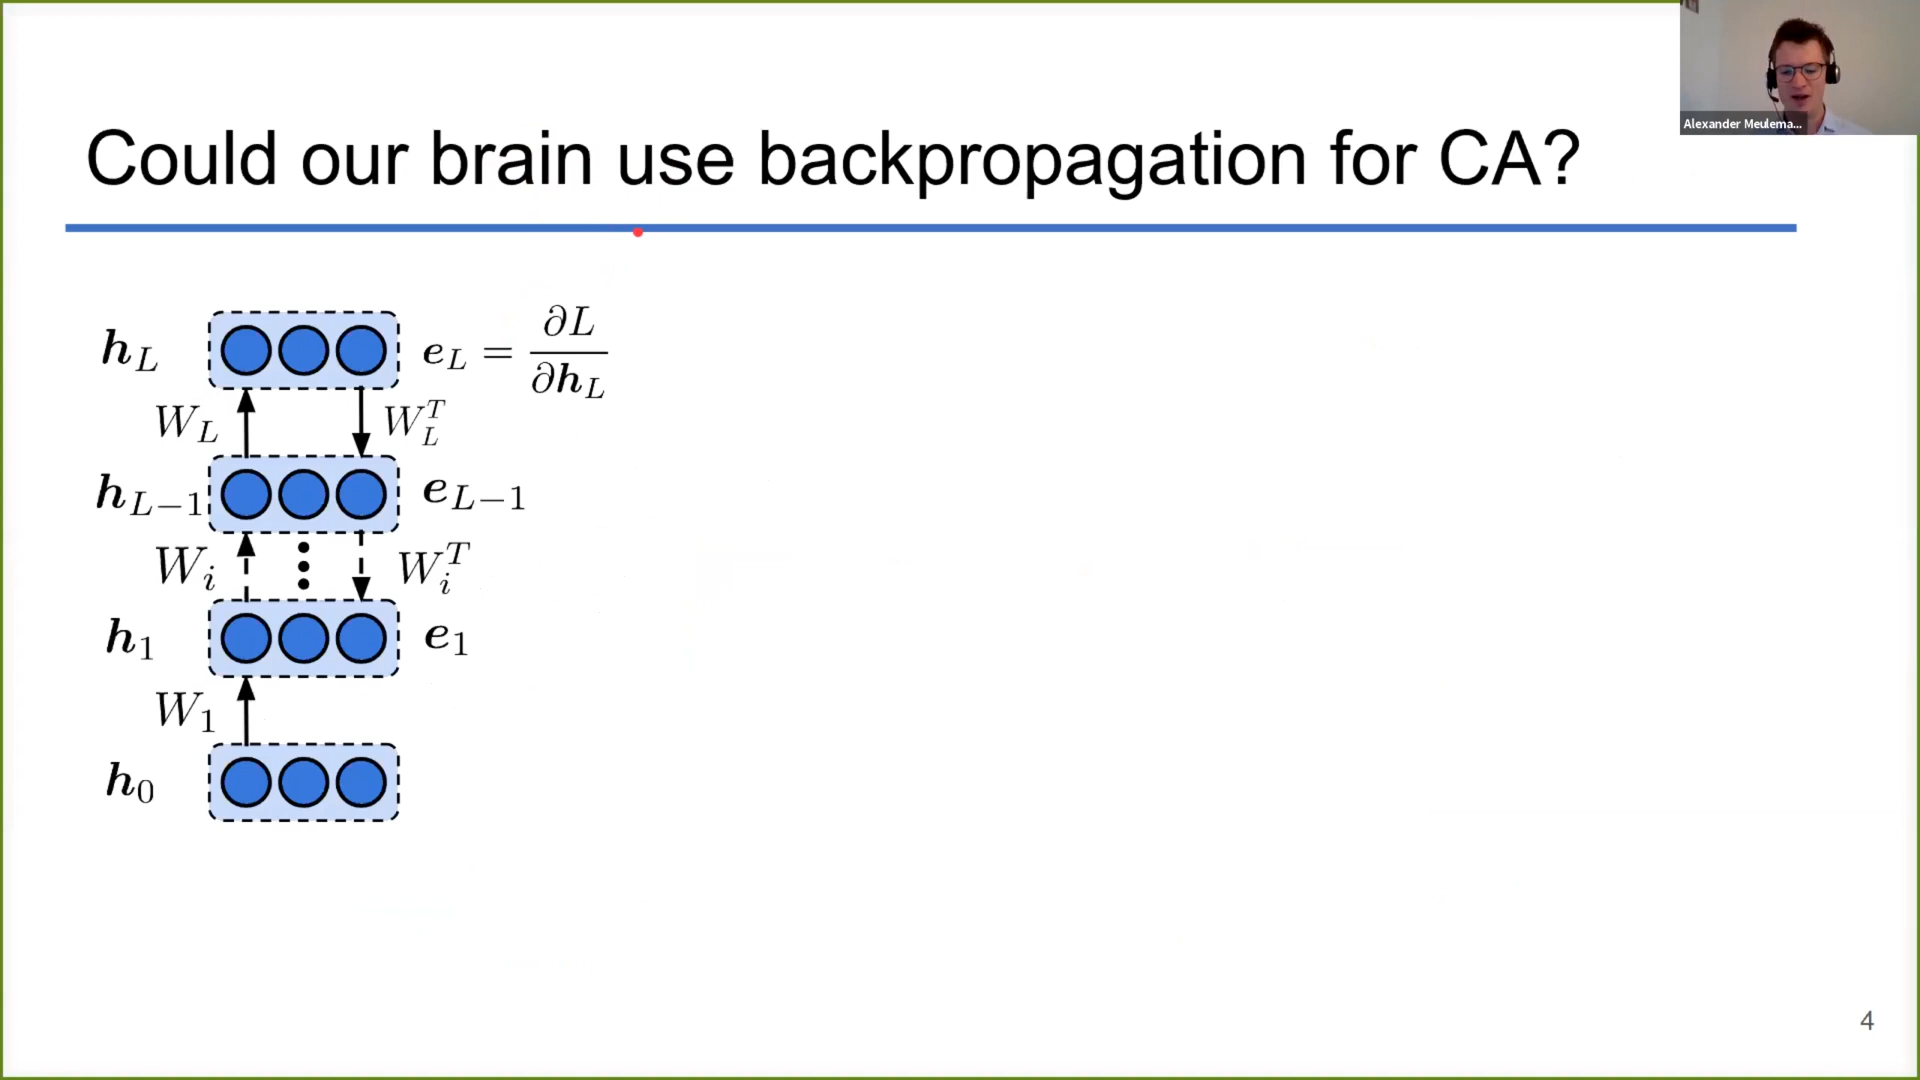 Alexander Meulema...
Could our brain use backpropagation for CA?
h_L
e_L = ∂L / ∂h_L
W_L
W_L^T
h_{L−1}
e_{L−1}
W_i
W_i^T
h_1
e_1
W_1
h_0
4